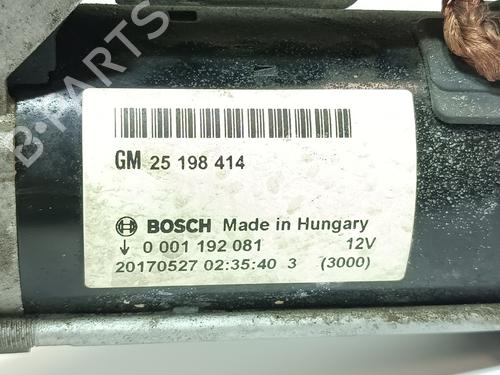 B-PARTS
GM 25 198 414
BOSCH Made in Hungary
↓ 0 001 192 081 12V
20170527 02:35:40 3 (3000)